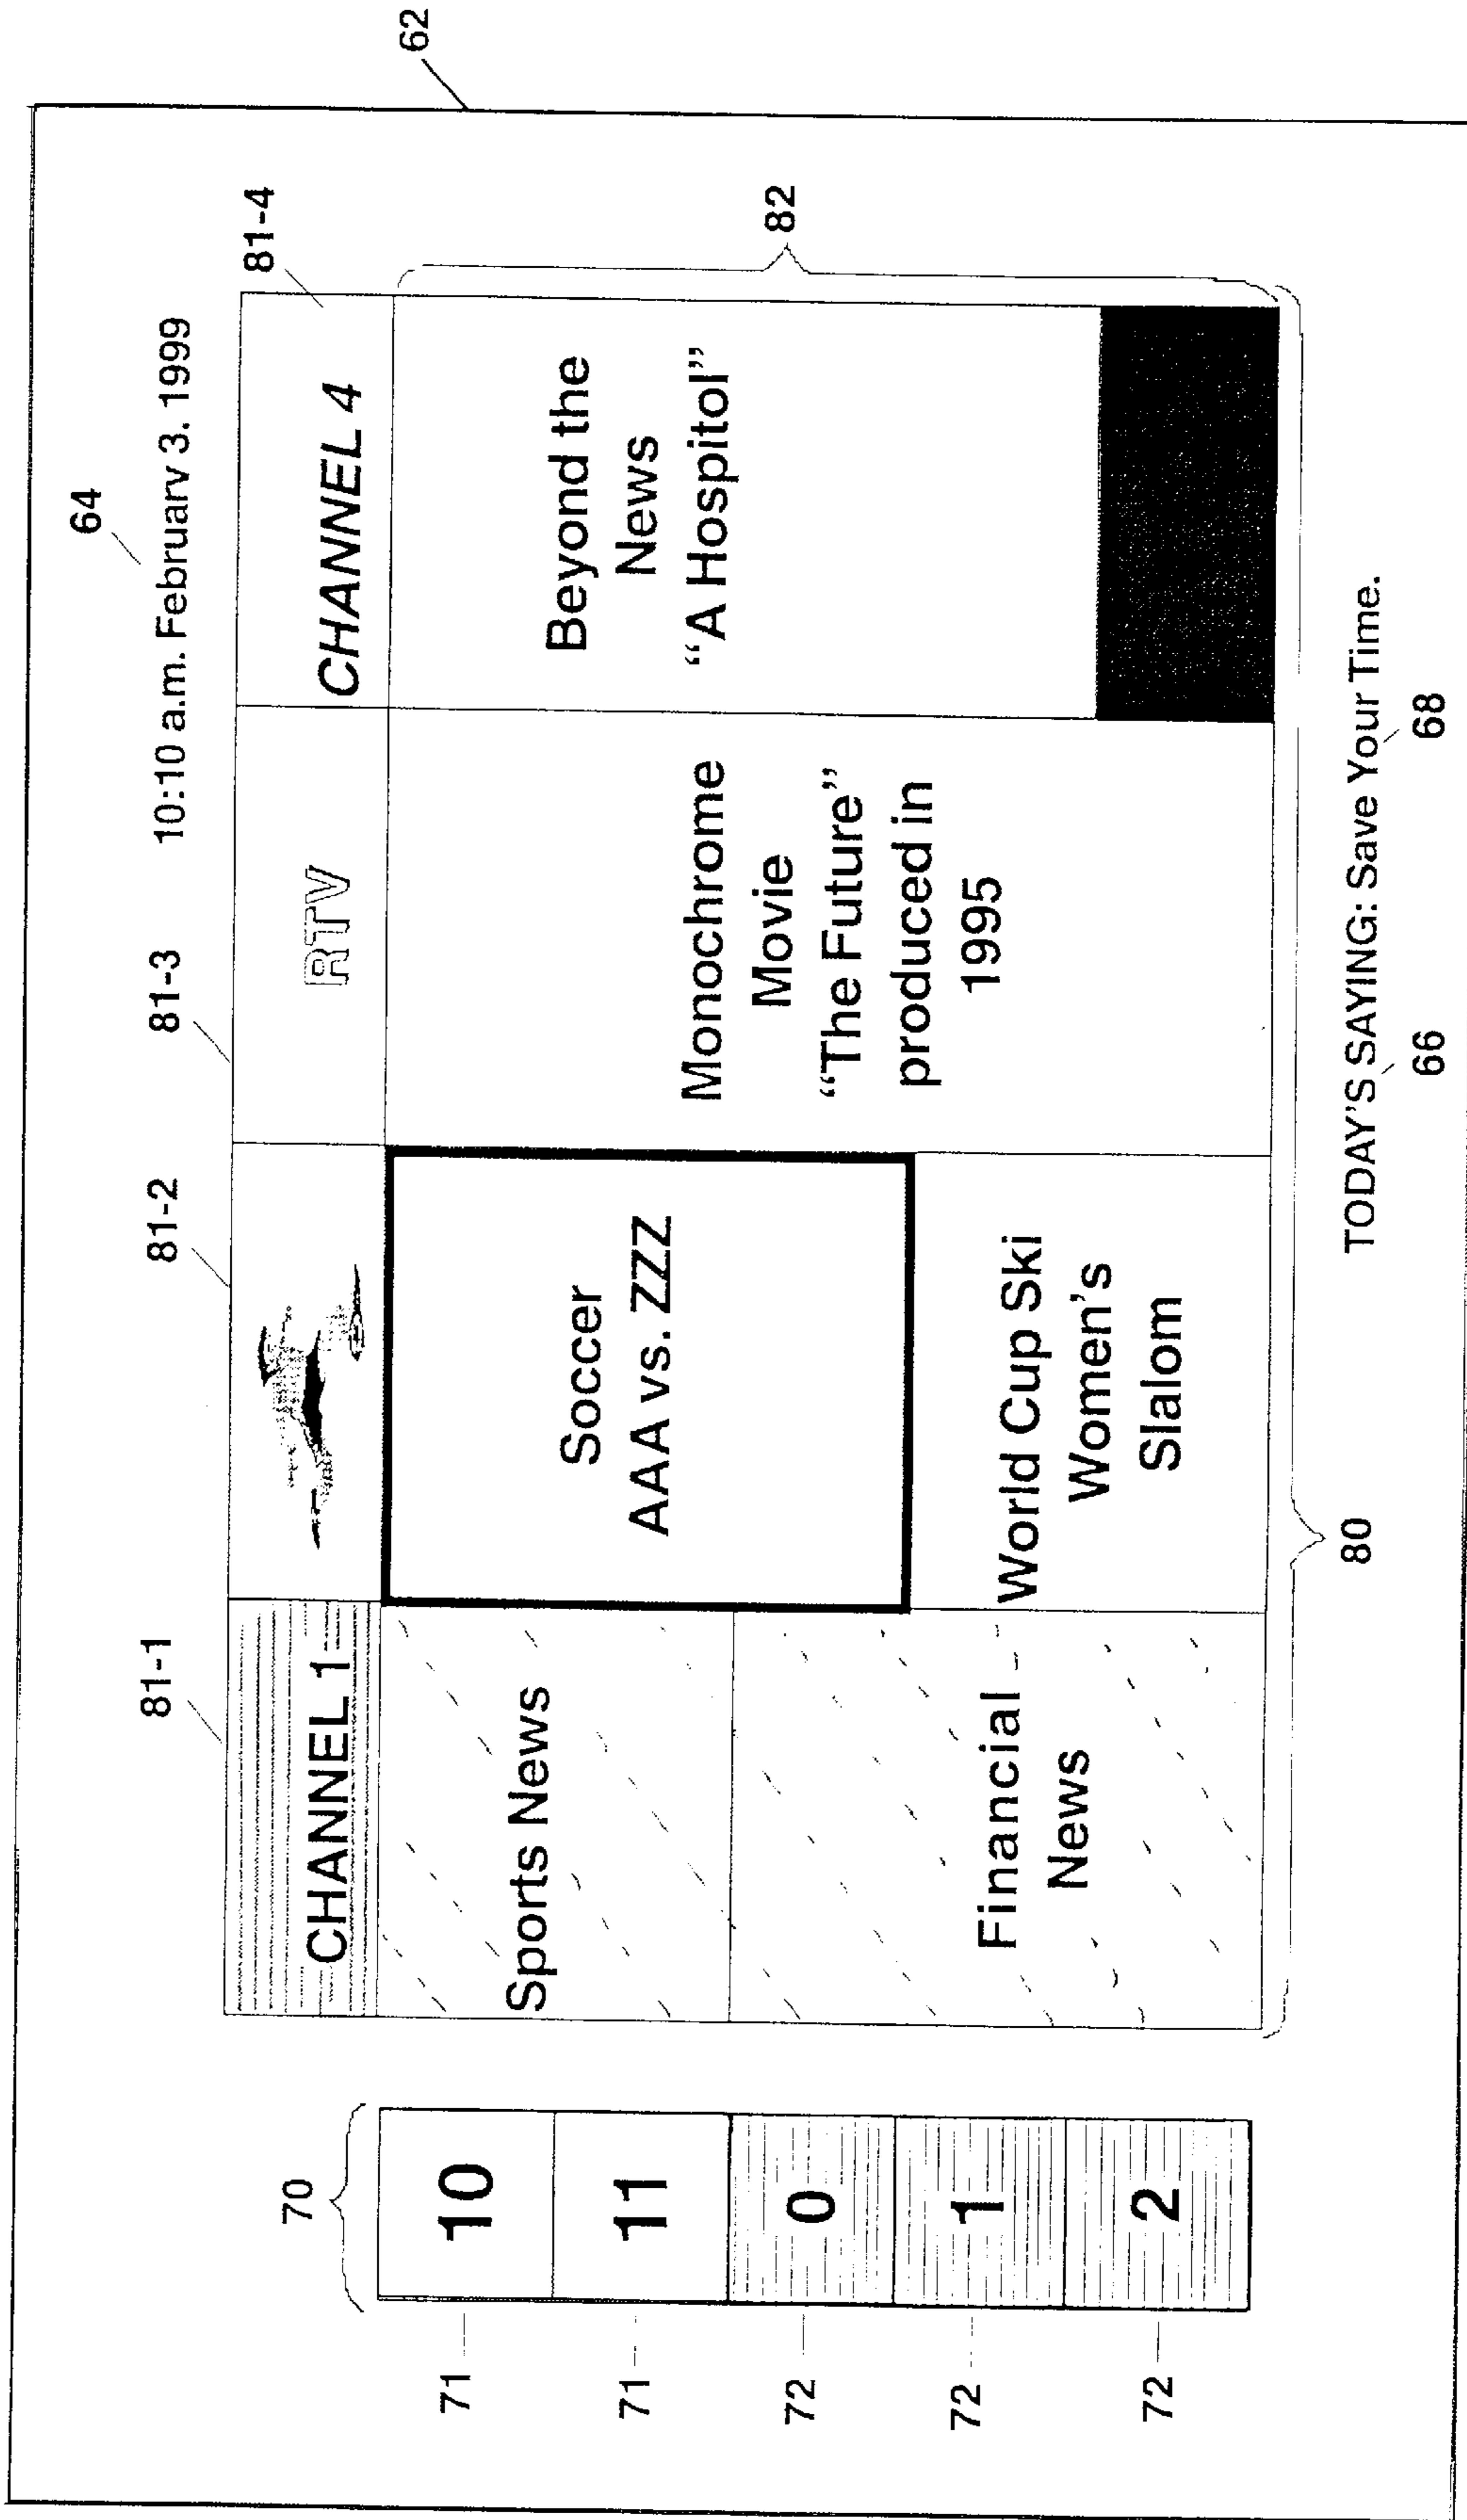 62
64
10:10 a.m. February 3. 1999
81-1
81-2
81-3
81-4
70
CHANNEL 1
RTV
CHANNEL 4
71
10
71
11
72
0
72
1
72
2
Sports News
Financial
News
Soccer
AAA vs. ZZZ
World Cup Ski
Women's
Slalom
Monochrome
Movie
“The Future”
produced in
1995
Beyond the
News
“A Hospitol”
82
80
TODAY'S SAYING: Save Your Time.
66
68